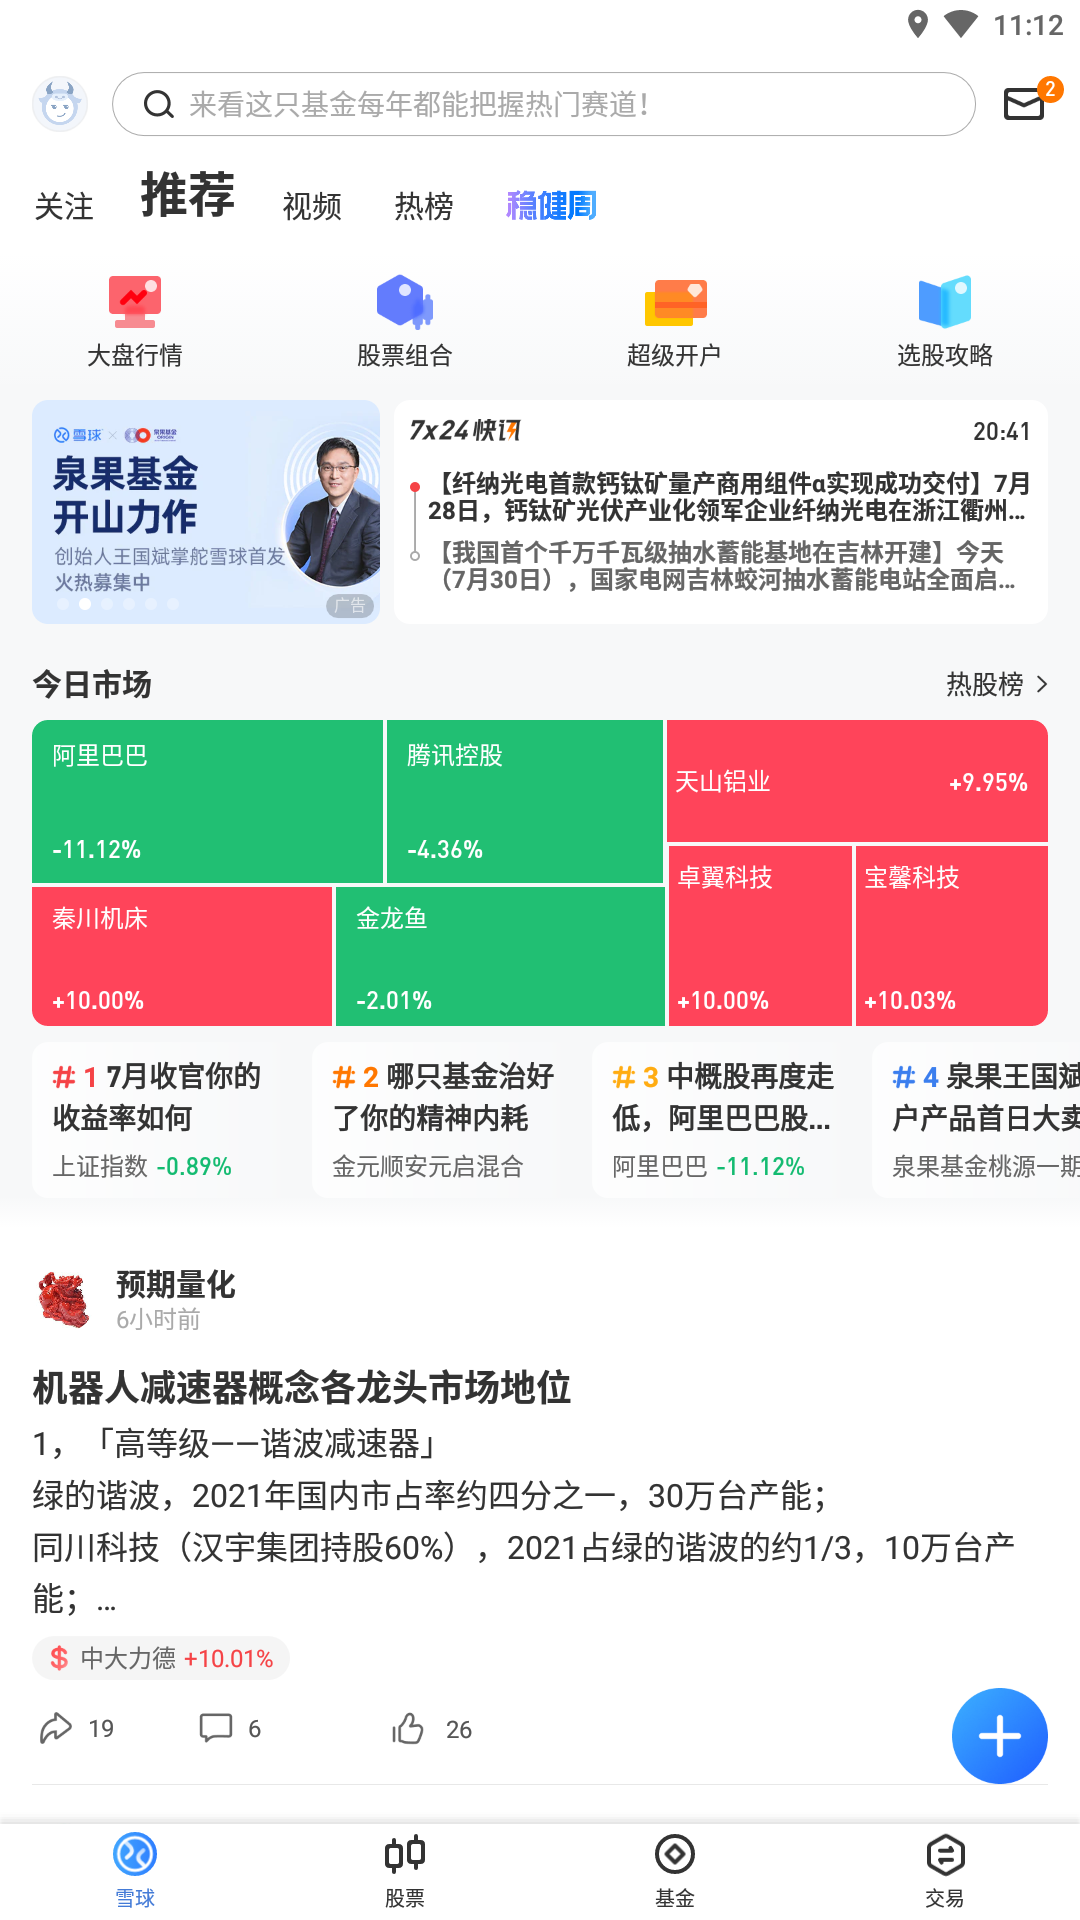 11:12
来看这只基金每年都能把握热门赛道！
2
关注
推荐
视频
热榜
稳健周
大盘行情
股票组合
超级开户
选股攻略
雪球
泉果基金
泉果基金
开山力作
创始人王国斌掌舵雪球首发
火热募集中
广告
7x24快讯
20:41
【纤纳光电首款钙钛矿量产商用组件α实现成功交付】7月
28日，钙钛矿光伏产业化领军企业纤纳光电在浙江衢州...
【我国首个千万千瓦级抽水蓄能基地在吉林开建】今天
（7月30日），国家电网吉林蛟河抽水蓄能电站全面启...
今日市场
热股榜
阿里巴巴
-11.12%
腾讯控股
-4.36%
天山铝业
+9.95%
秦川机床
+10.00%
金龙鱼
-2.01%
卓翼科技
+10.00%
宝馨科技
+10.03%
# 1 7月收官你的
收益率如何
上证指数 -0.89%
# 2 哪只基金治好
了你的精神内耗
金元顺安元启混合
# 3 中概股再度走
低，阿里巴巴股...
阿里巴巴 -11.12%
# 4 泉果王国斌
户产品首日大卖
泉果基金桃源一期
预期量化
6小时前
机器人减速器概念各龙头市场地位
1，「高等级——谐波减速器」
绿的谐波，2021年国内市占率约四分之一，30万台产能；
同川科技（汉宇集团持股60%），2021占绿的谐波的约1/3，10万台产
能；...
$ 中大力德 +10.01%
19
6
26
雪球
股票
基金
交易